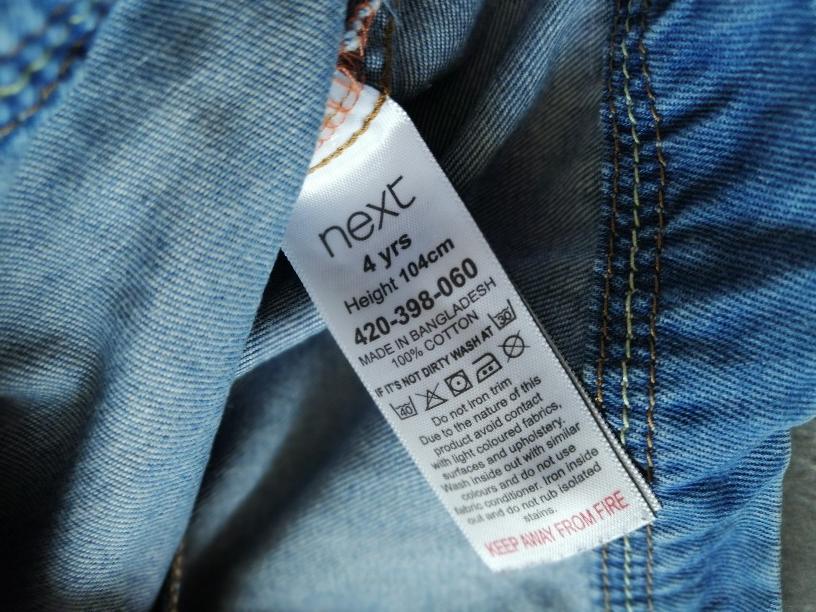 next
4 yrs
Height 104cm
420-398-060
MADE IN BANGLADESH
100% COTTON
IF IT'S NOT DIRTY WASH AT 30
40
Do not iron trim
Due to the nature of this
product avoid contact
with light coloured fabrics,
surfaces and upholstery.
Wash inside out with similar
colours and do not use
fabric conditioner. Iron inside
out and do not rub isolated
stains.
KEEP AWAY FROM FIRE